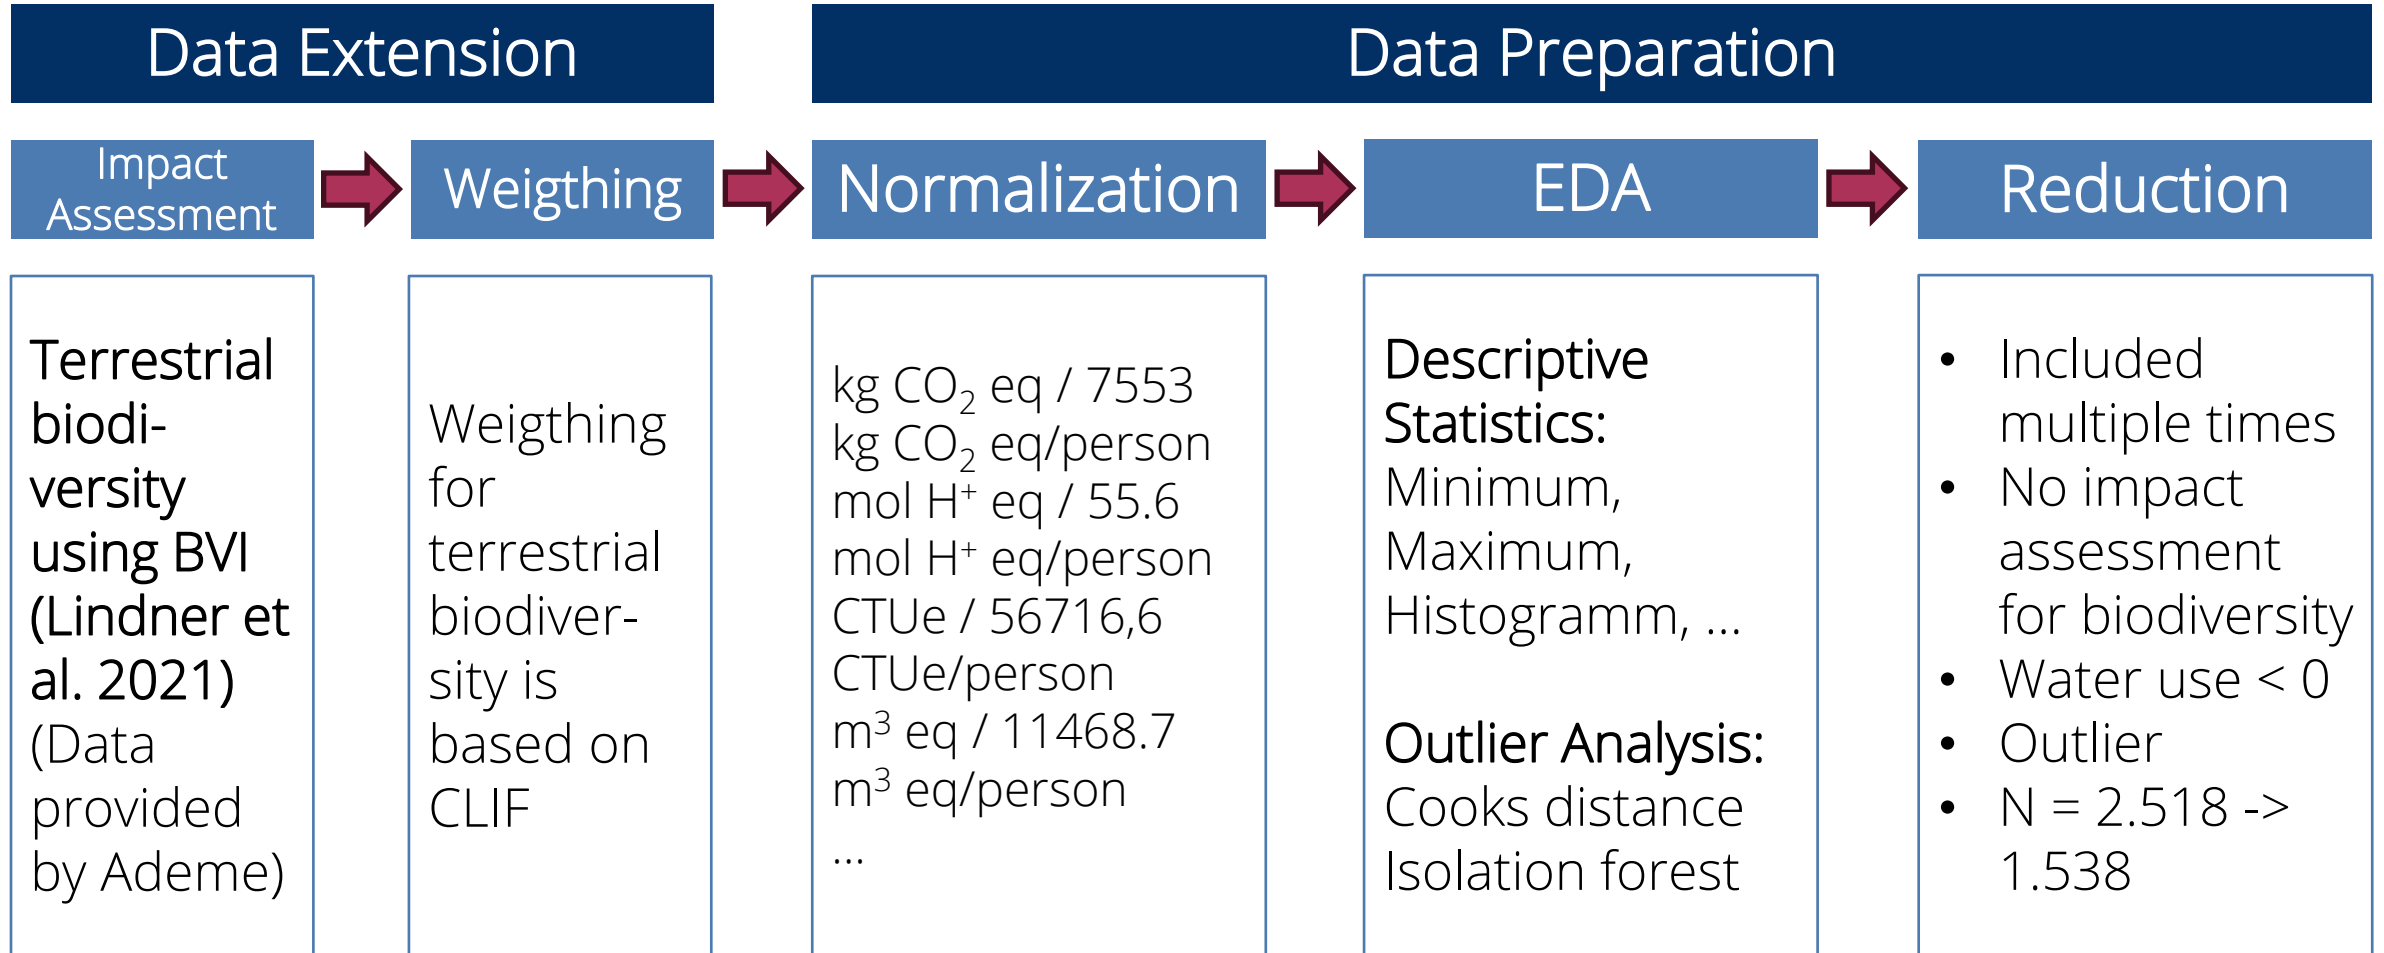 Data Extension
Data Preparation
Impact
Assessment
Weigthing
Normalization
EDA
Reduction
Terrestrial
biodi-
versity
using BVI
(Lindner et
al. 2021)
(Data
provided
by Ademe)
Weigthing
for
terrestrial
biodiver-
sity is
based on
CLIF
kg CO₂ eq / 7553
kg CO₂ eq/person
mol H⁺ eq / 55.6
mol H⁺ eq/person
CTUe / 56716,6
CTUe/person
m³ eq / 11468.7
m³ eq/person
...
Descriptive
Statistics:
Minimum,
Maximum,
Histogramm, ...
Outlier Analysis:
Cooks distance
Isolation forest
• Included
multiple times
• No impact
assessment
for biodiversity
• Water use < 0
• Outlier
• N = 2.518 ->
1.538